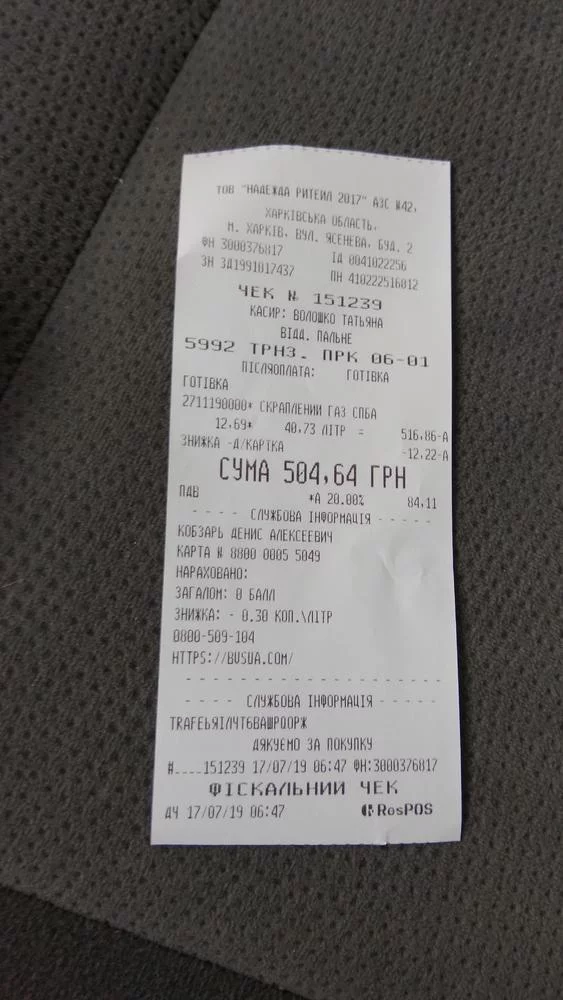 ТОВ "НАДЕЖДА РИТЕЙЛ 2017" АЗС №42,
ХАРКІВСЬКА ОБЛАСТЬ,
М. ХАРКІВ, ВУЛ. ЯСЕНЕВА, БУД. 2
ФН 3000376817 ІД 0041022256
ЗН ЗД1991017437 ПН 410222516812
ЧЕК № 151239
КАСИР: ВОЛОШКО ТАТЬЯНА
ВІДД. ПАЛЬНЕ
5992 ТРНЗ. ПРК 06-01
ПІСЛЯОПЛАТА: ГОТІВКА
ГОТІВКА
2711190000* СКРАПЛЕНИЙ ГАЗ СПБА
12,69* 40,73 ЛІТР = 516,86-А
ЗНИЖКА -Д/КАРТКА -12,22-А
СУМА 504,64 ГРН
ПДВ *А 20.00% 84,11
- - - - СЛУЖБОВА ІНФОРМАЦІЯ - - - - -
КОБЗАРЬ ДЕНИС АЛЕКСЕЕВИЧ
КАРТА № 8800 0005 5049
НАРАХОВАНО:
ЗАГАЛОМ: 0 БАЛЛ
ЗНИЖКА: - 0.30 КОП.\ЛІТР
0800-509-104
HTTPS://BUSUA.COM/
- - - - - - - - - - - - - - - - - - - -
- - - - СЛУЖБОВА ІНФОРМАЦІЯ - - - - -
TRAFEЬЯІЛЧТ6ВАШРООРЖ
ДЯКУЄМО ЗА ПОКУПКУ
#....151239 17/07/19 06:47 ФН:3000376817
ФІСКАЛЬНИЙ ЧЕК
ДЧ 17/07/19 06:47 RosPOS